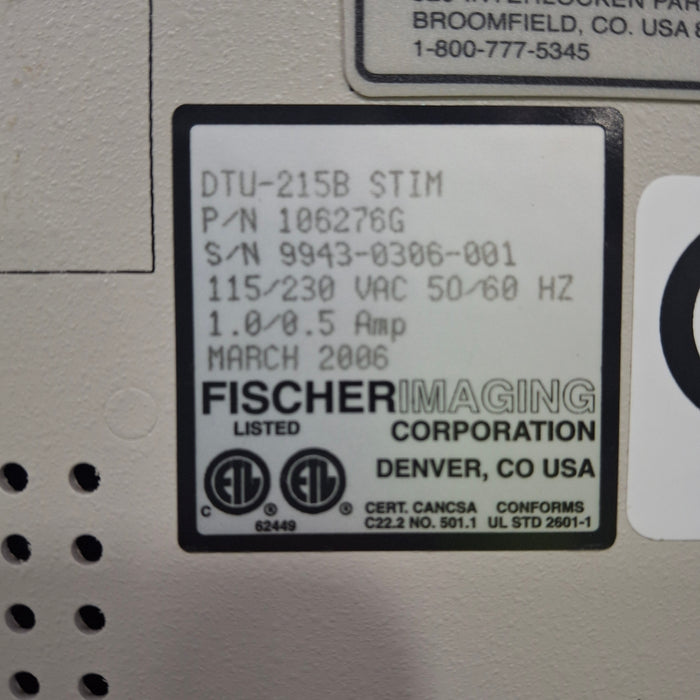 BROOMFIELD, CO. USA
1-800-777-5345
DTU-215B STIM
P/N 106276G
S/N 9943-0306-001
115/230 VAC 50/60 HZ
1.0/0.5 Amp
MARCH 2006
FISCHERIMAGING
LISTED CORPORATION
DENVER, CO USA
ETL ETL
C ® ®
62449
CERT. CANCSA CONFORMS
C22.2 NO. 501.1 UL STD 2601-1